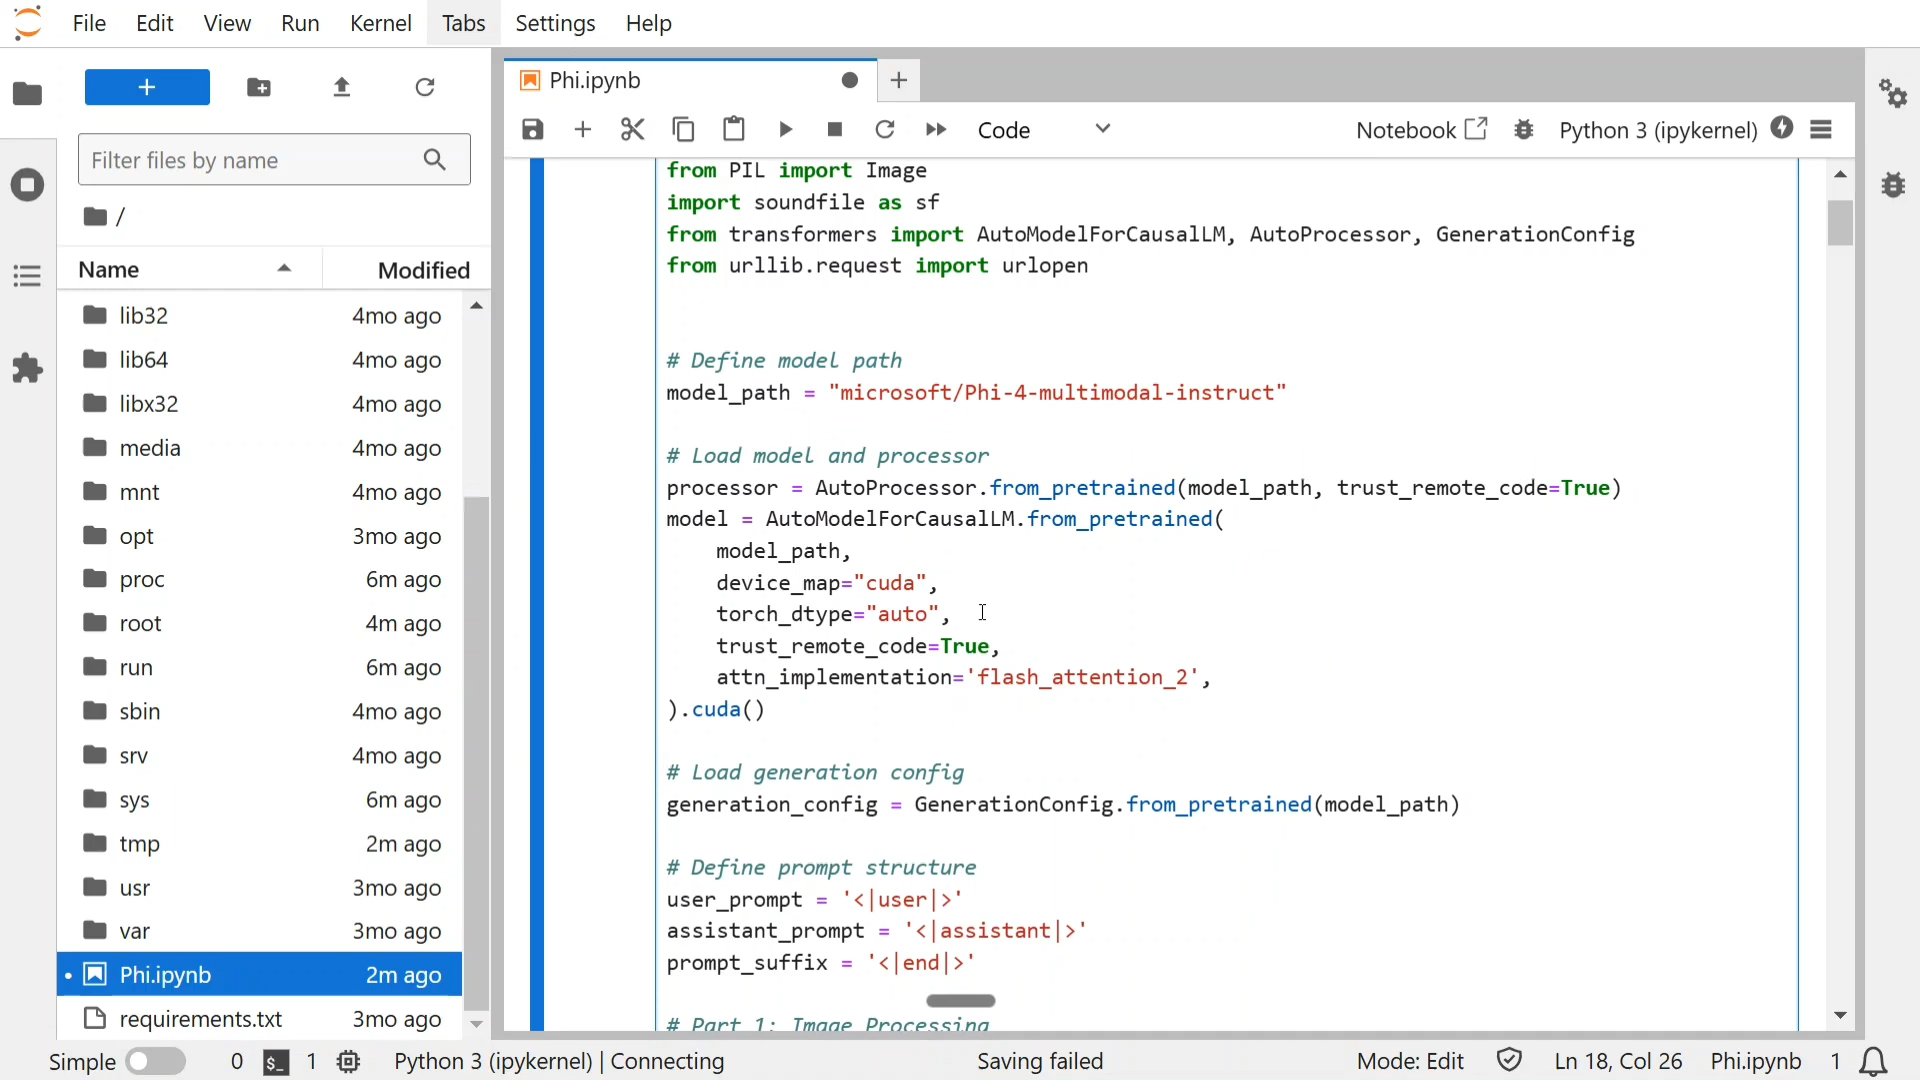 File Edit View Run Kernel Tabs Settings Help
+
Filter files by name
/
Name Modified
lib32 4mo ago
lib64 4mo ago
libx32 4mo ago
media 4mo ago
mnt 4mo ago
opt 3mo ago
proc 6m ago
root 4m ago
run 6m ago
sbin 4mo ago
srv 4mo ago
sys 6m ago
tmp 2m ago
usr 3mo ago
var 3mo ago
• Phi.ipynb 2m ago
requirements.txt 3mo ago
Phi.ipynb
Code
Notebook
Python 3 (ipykernel)
from PIL import Image
import soundfile as sf
from transformers import AutoModelForCausalLM, AutoProcessor, GenerationConfig
from urllib.request import urlopen
# Define model path
model_path = "microsoft/Phi-4-multimodal-instruct"
# Load model and processor
processor = AutoProcessor.from_pretrained(model_path, trust_remote_code=True)
model = AutoModelForCausalLM.from_pretrained(
    model_path,
    device_map="cuda",
    torch_dtype="auto",
    trust_remote_code=True,
    attn_implementation='flash_attention_2',
).cuda()
# Load generation config
generation_config = GenerationConfig.from_pretrained(model_path)
# Define prompt structure
user_prompt = '<|user|>'
assistant_prompt = '<|assistant|>'
prompt_suffix = '<|end|>'
# Part 1: Image Processing
Simple 0 $_ 1 Python 3 (ipykernel) | Connecting Saving failed Mode: Edit Ln 18, Col 26 Phi.ipynb 1